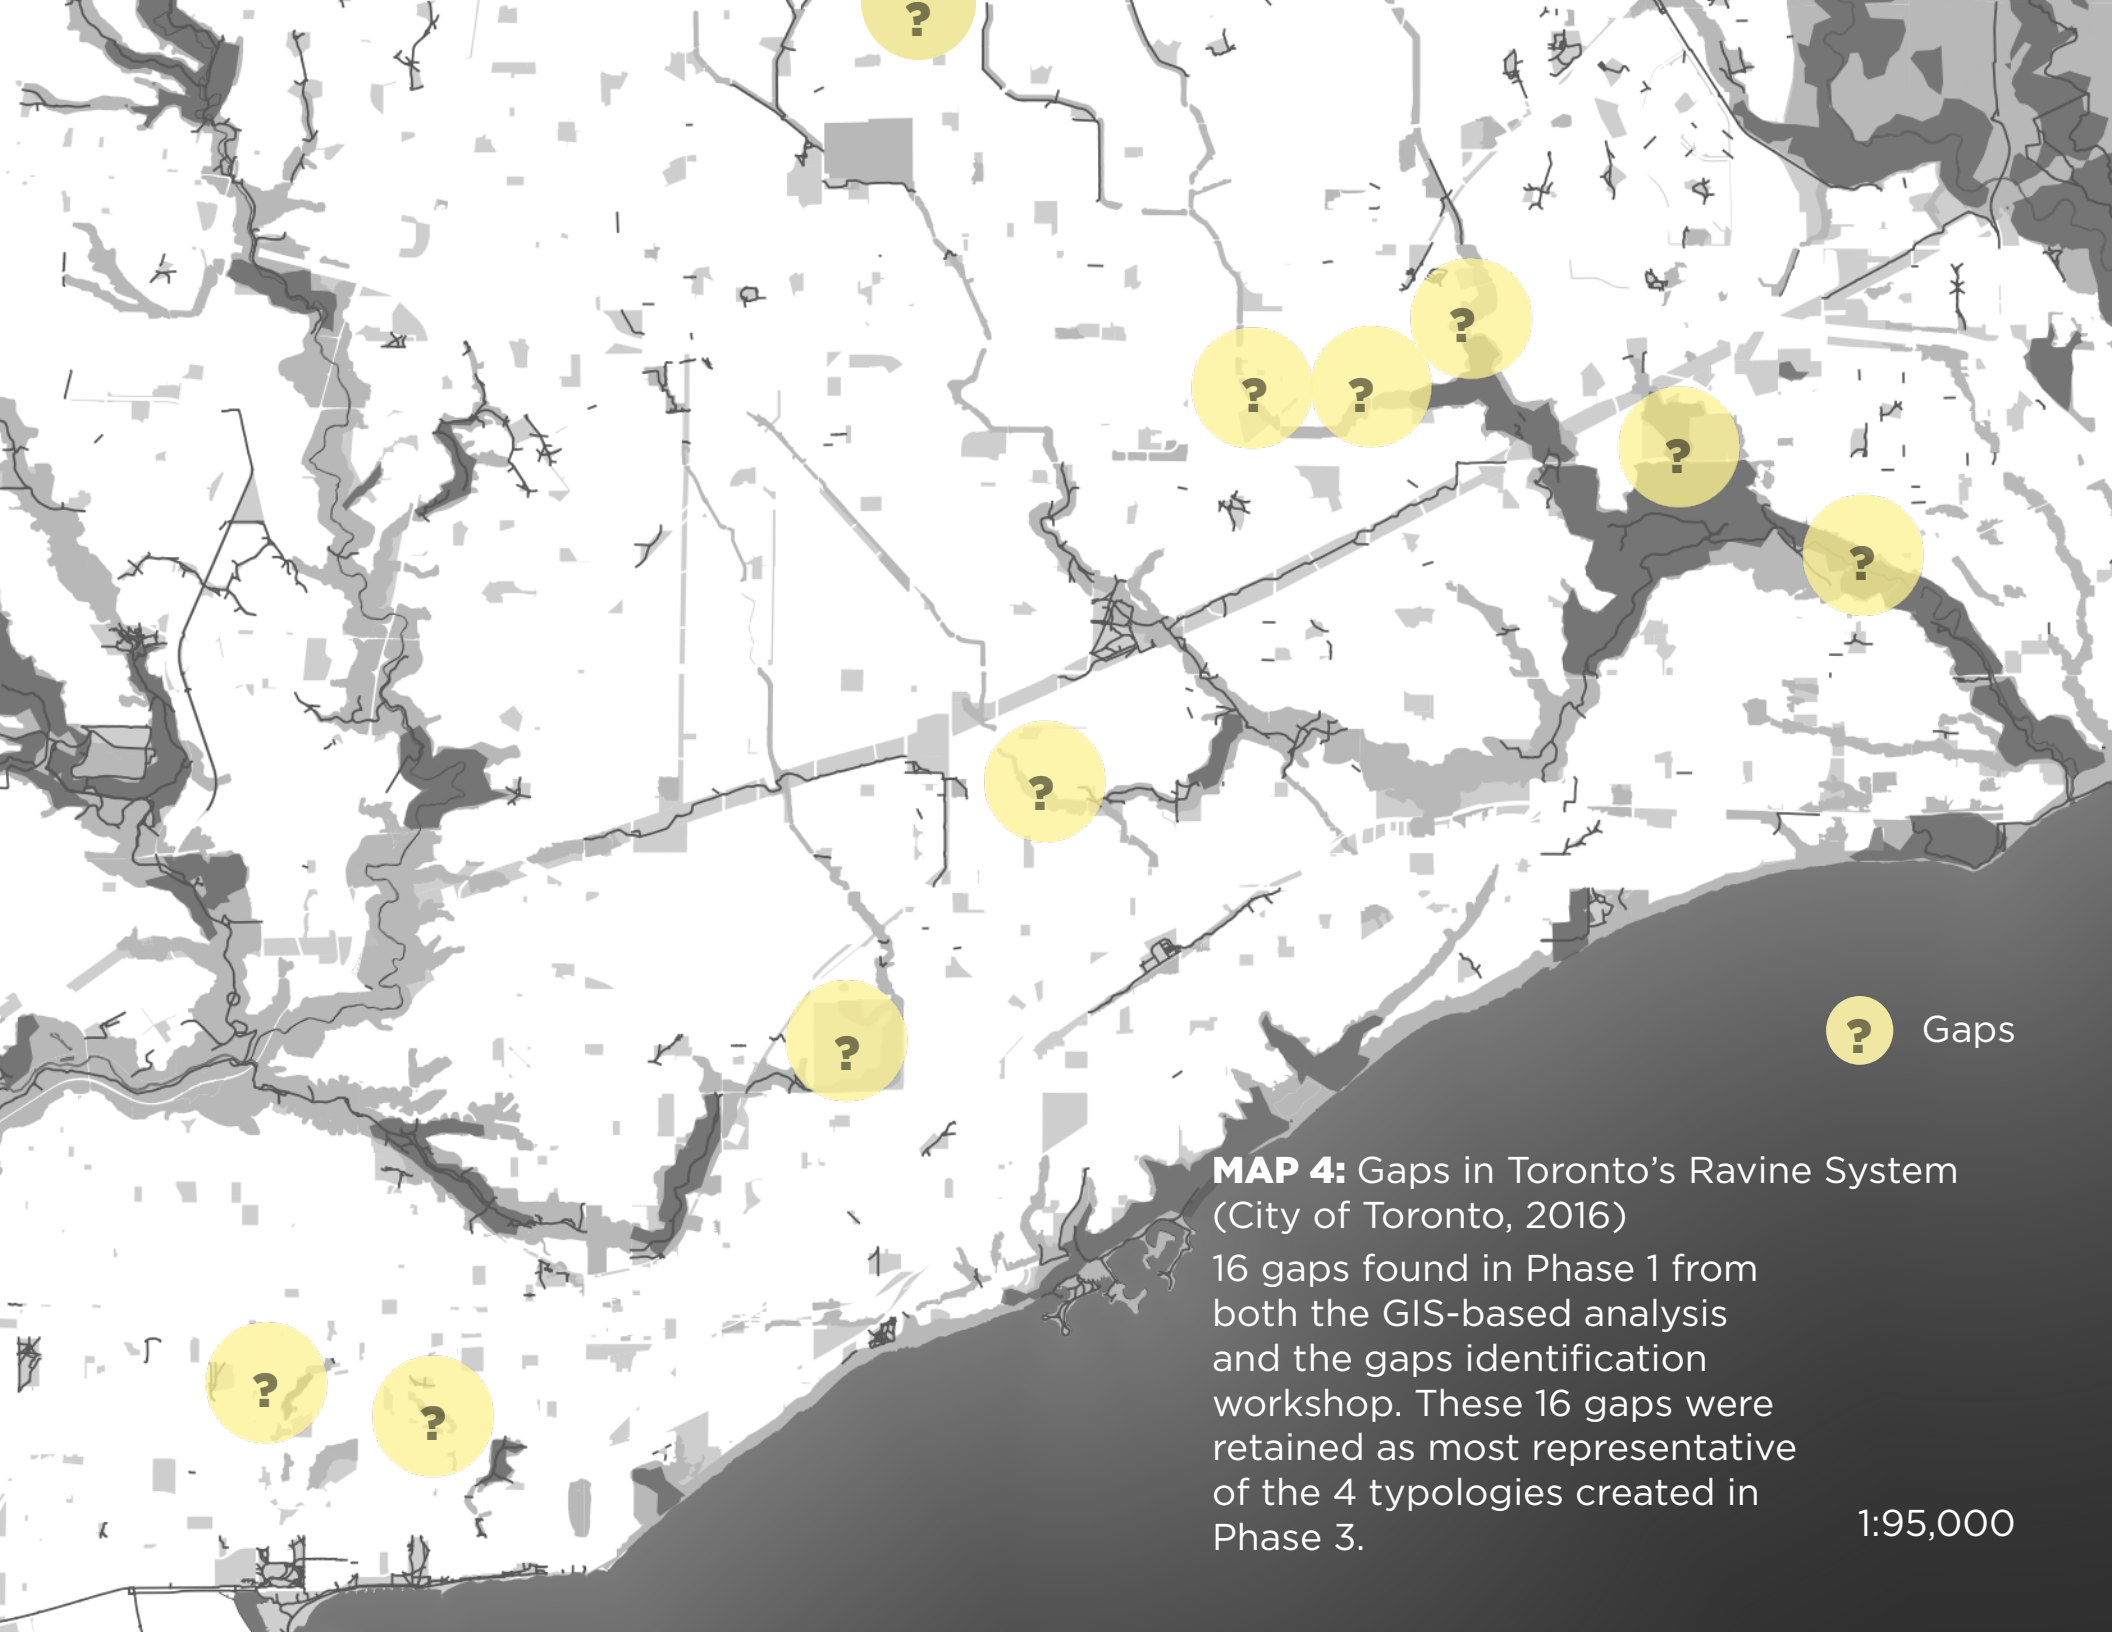 ?
?
?
?
?
?
?
?
? Gaps
?
MAP 4: Gaps in Toronto's Ravine System
(City of Toronto, 2016)
16 gaps found in Phase 1 from
both the GIS-based analysis
and the gaps identification
workshop. These 16 gaps were
retained as most representative
of the 4 typologies created in
Phase 3.
1:95,000
?
?